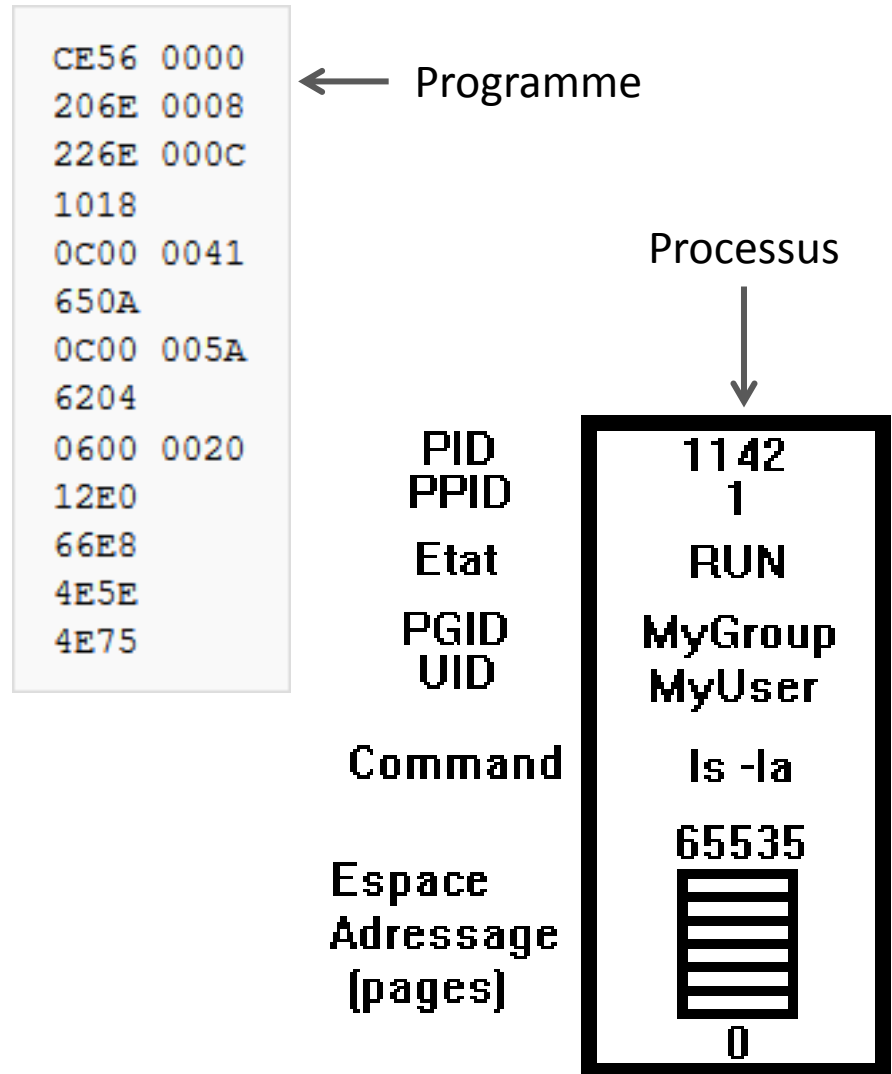 CE56 0000
206E 0008
226E 000C
1018
0C00 0041
650A
0C00 005A
6204
0600 0020
12E0
66E8
4E5E
4E75
Programme
Processus
PID 1142
PPID 1
Etat RUN
PGID MyGroup
UID MyUser
Command ls -la
65535
Espace
Adressage
(pages)
0